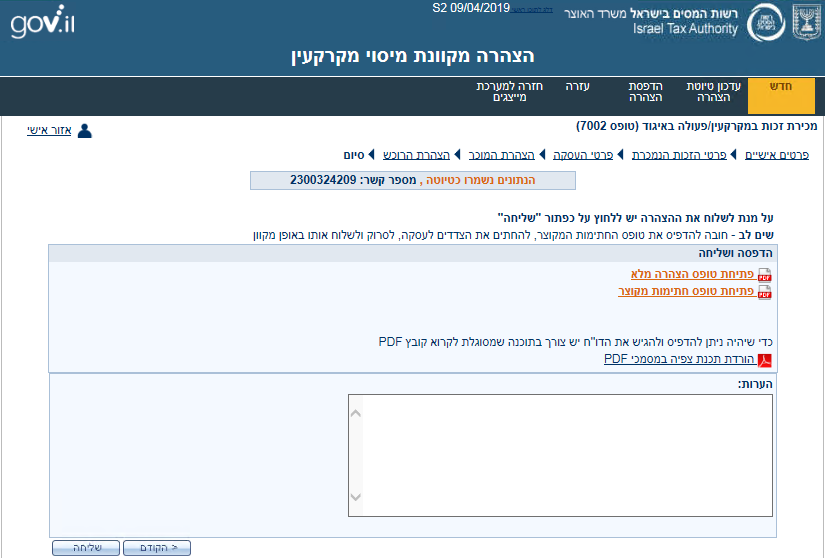 gov.il
S2 09/04/2019
רשות המסים בישראל משרד האוצר
Israel Tax Authority
הצהרה מקוונת מיסוי מקרקעין
חדש
עדכון טיוטת הצהרה
הדפסת הצהרה
עזרה
חזרה למערכת מייצגים
מכירת זכות במקרקעין/פעולה באיגוד (טופס 7002)
אזור אישי
פרטים אישיים
פרטי הזכות הנמכרת
פרטי העסקה
הצהרת המוכר
הצהרת הרוכש
סיום
הנתונים נשמרו כטיוטה , מספר קשר: 2300324209
על מנת לשלוח את ההצהרה יש ללחוץ על כפתור "שליחה"
שים לב - חובה להדפיס את טופס החתימות המקוצר, להחתים את הצדדים לעסקה, לסרוק ולשלוח אותו באופן מקוון
הדפסה ושליחה
פתיחת טופס הצהרה מלא
פתיחת טופס חתימות מקוצר
כדי שיהיה ניתן להדפיס ולהגיש את הדו"ח יש צורך בתוכנה שמסוגלת לקרוא קובץ PDF
הורדת תכנת צפיה במסמכי PDF
הערות:
< הקודם
שליחה